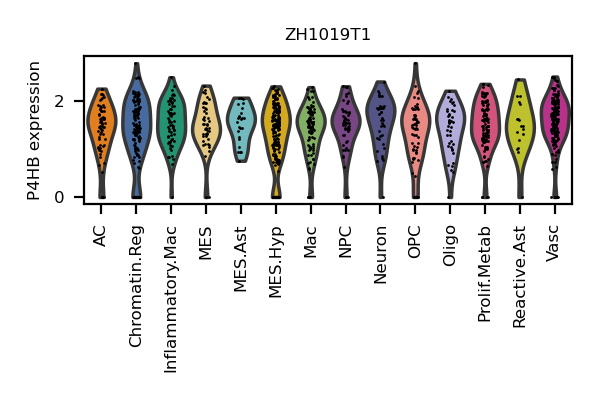 ZH1019T1
P4HB expression
2
0
AC
Chromatin.Reg
Inflammatory.Mac
MES
MES.Ast
MES.Hyp
Mac
NPC
Neuron
OPC
Oligo
Prolif.Metab
Reactive.Ast
Vasc